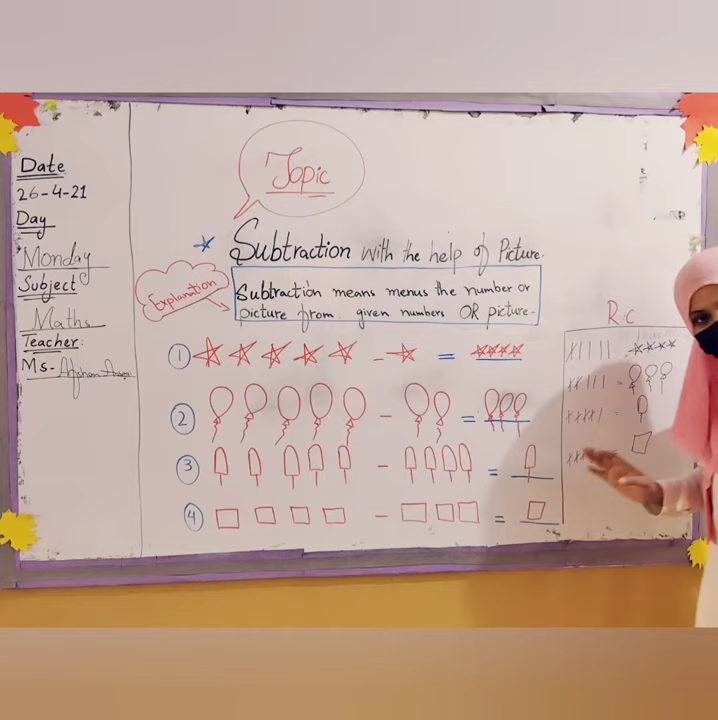 Date
26-4-21
Day
Monday
Subject
Maths
Teacher:
Ms-
Topic
Subtraction with the help of Picture.
Explanation
Subtraction means menus the number or
picture from given numbers OR picture.
1 - =
2 - =
3 - =
4 - =
R.C